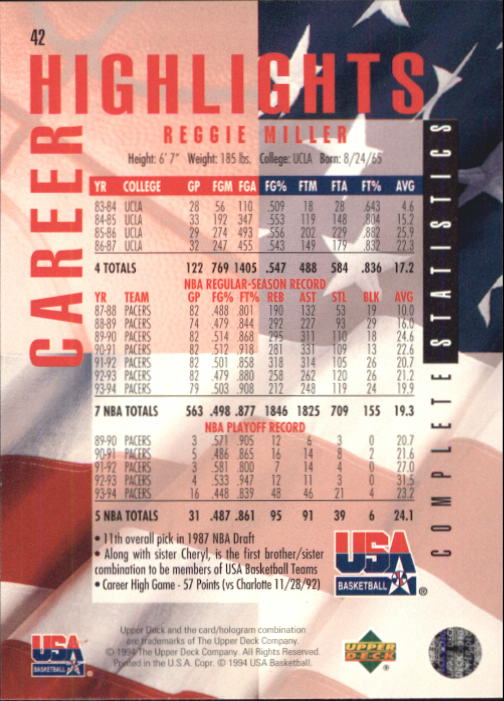 42
CAREER
HIGHLIGHTS
REGGIE MILLER
Height: 6' 7" Weight: 185 lbs. College: UCLA Born: 8/24/65
YR COLLEGE GP FGM FGA FG% FTM FTA FT% AVG
83-84 UCLA 28 56 110 .509 18 28 .643 4.6
84-85 UCLA 33 192 347 .553 119 148 .804 15.2
85-86 UCLA 29 274 493 .556 202 229 .882 25.9
86-87 UCLA 32 247 455 .543 149 179 .832 22.3
4 TOTALS 122 769 1405 .547 488 584 .836 17.2
NBA REGULAR-SEASON RECORD
YR TEAM GP FG% FT% REB AST STL BLK AVG
87-88 PACERS 82 .488 .801 190 132 53 19 10.0
88-89 PACERS 74 .479 .844 292 227 93 29 16.0
89-90 PACERS 82 .514 .868 295 311 110 18 24.6
90-91 PACERS 82 .512 .918 281 331 109 13 22.6
91-92 PACERS 82 .501 .858 318 314 105 26 20.7
92-93 PACERS 82 .479 .880 258 262 120 26 21.2
93-94 PACERS 79 .503 .908 212 248 119 24 19.9
7 NBA TOTALS 563 .498 .877 1846 1825 709 155 19.3
NBA PLAYOFF RECORD
89-90 PACERS 3 .571 .905 12 6 3 0 20.7
90-91 PACERS 5 .486 .865 16 14 8 2 21.6
91-92 PACERS 3 .581 .800 7 14 4 0 27.0
92-93 PACERS 4 .533 .947 12 11 3 0 31.5
93-94 PACERS 16 .448 .839 48 46 21 4 23.2
5 NBA TOTALS 31 .487 .861 95 91 39 6 24.1
COMPLETE STATISTICS
• 11th overall pick in 1987 NBA Draft
• Along with sister Cheryl, is the first brother/sister
combination to be members of USA Basketball Teams
• Career High Game - 57 Points (vs Charlotte 11/28/92)
USA
BASKETBALL ®
Upper Deck and the card/hologram combination
are trademarks of The Upper Deck Company.
© 1994 The Upper Deck Company. All Rights Reserved.
Printed in the U.S.A. Copr. © 1994 USA Basketball.
USA
BASKETBALL ®
UPPER
DECK ®